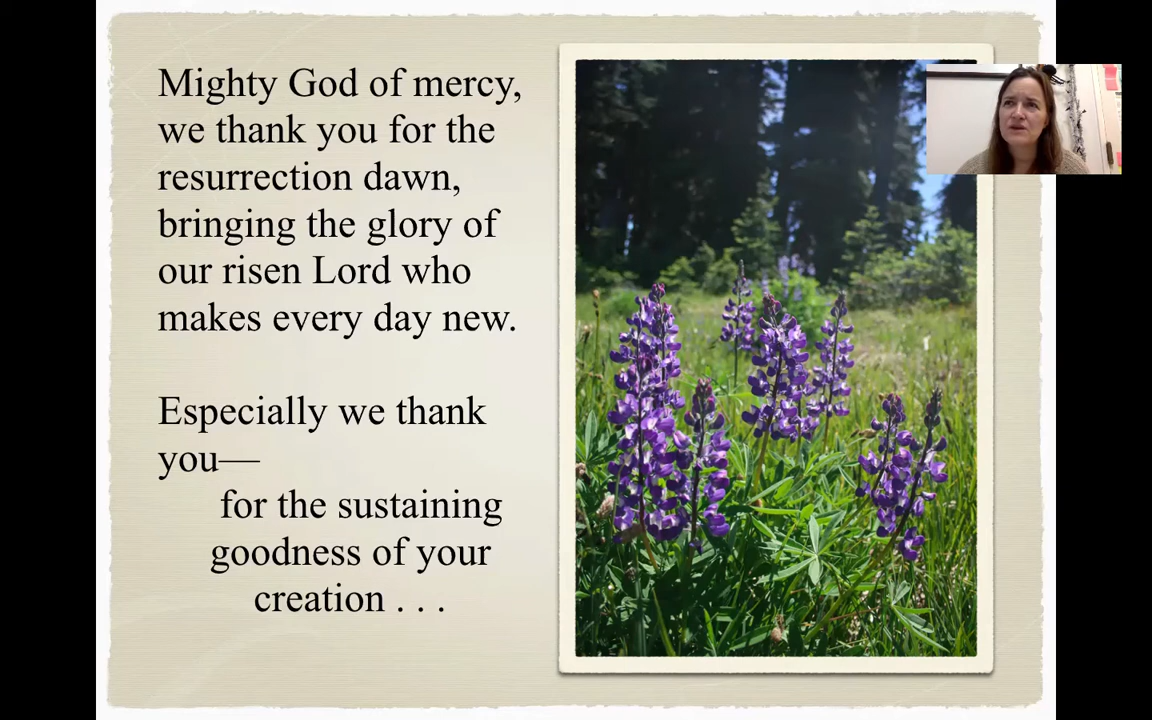 Mighty God of mercy,
we thank you for the
resurrection dawn,
bringing the glory of
our risen Lord who
makes every day new.
Especially we thank
you—
for the sustaining
goodness of your
creation . . .